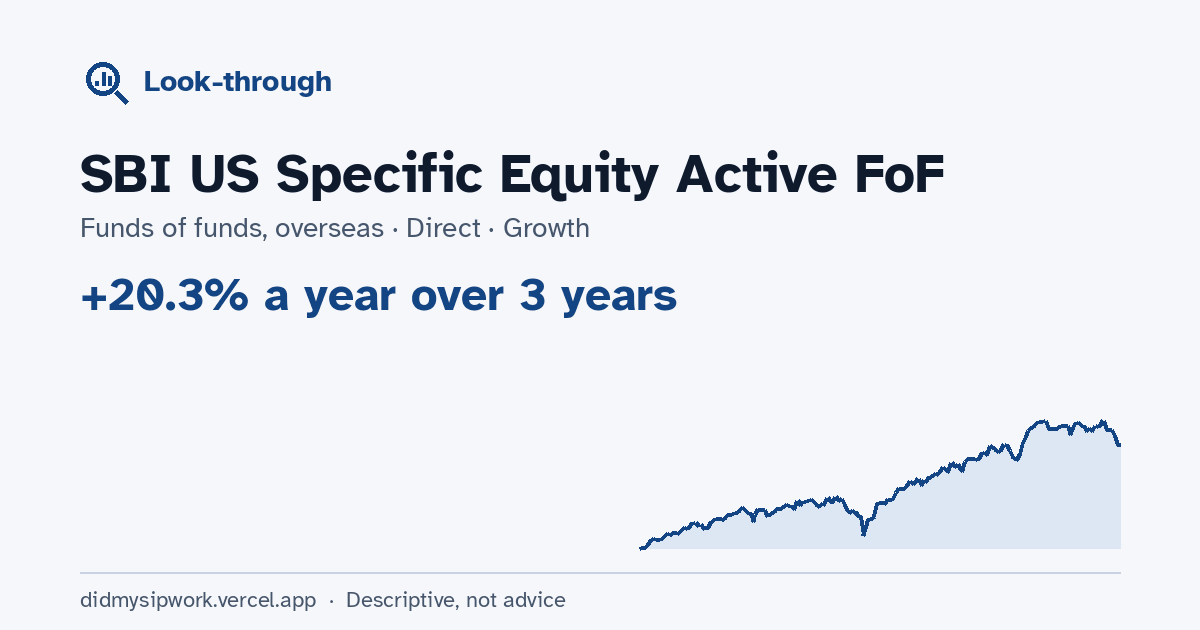 Look-through
SBI US Specific Equity Active FoF
Funds of funds, overseas · Direct · Growth
+20.3% a year over 3 years
didmysipwork.vercel.app · Descriptive, not advice